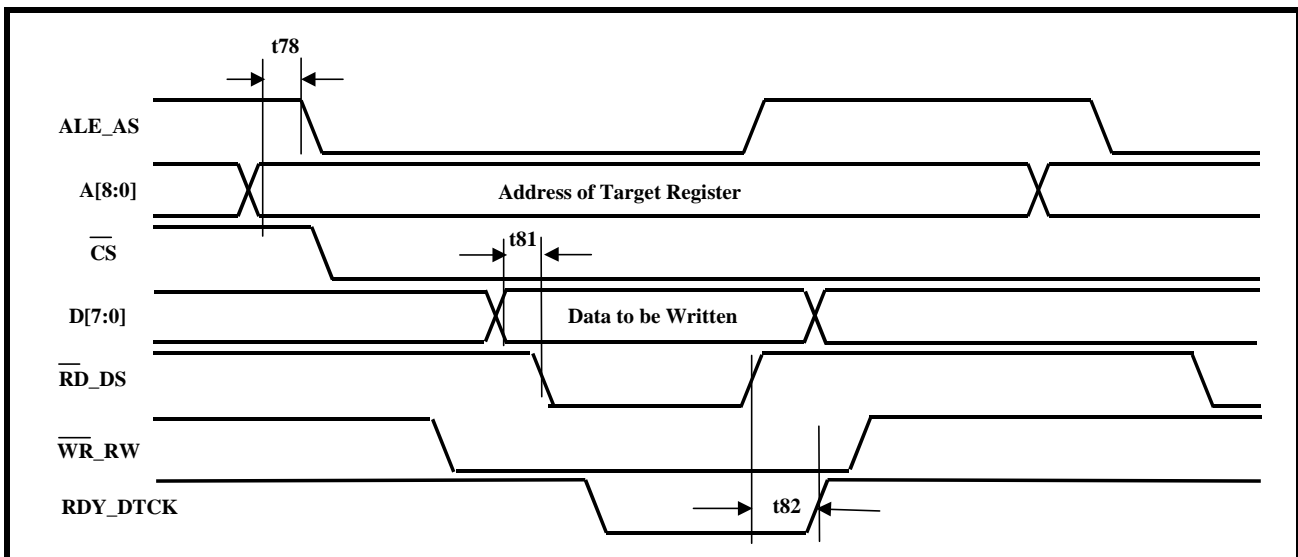 t78
ALE_AS
A[8:0]
Address of Target Register
CS
t81
D[7:0]
Data to be Written
RD_DS
WR_RW
RDY_DTCK
t82